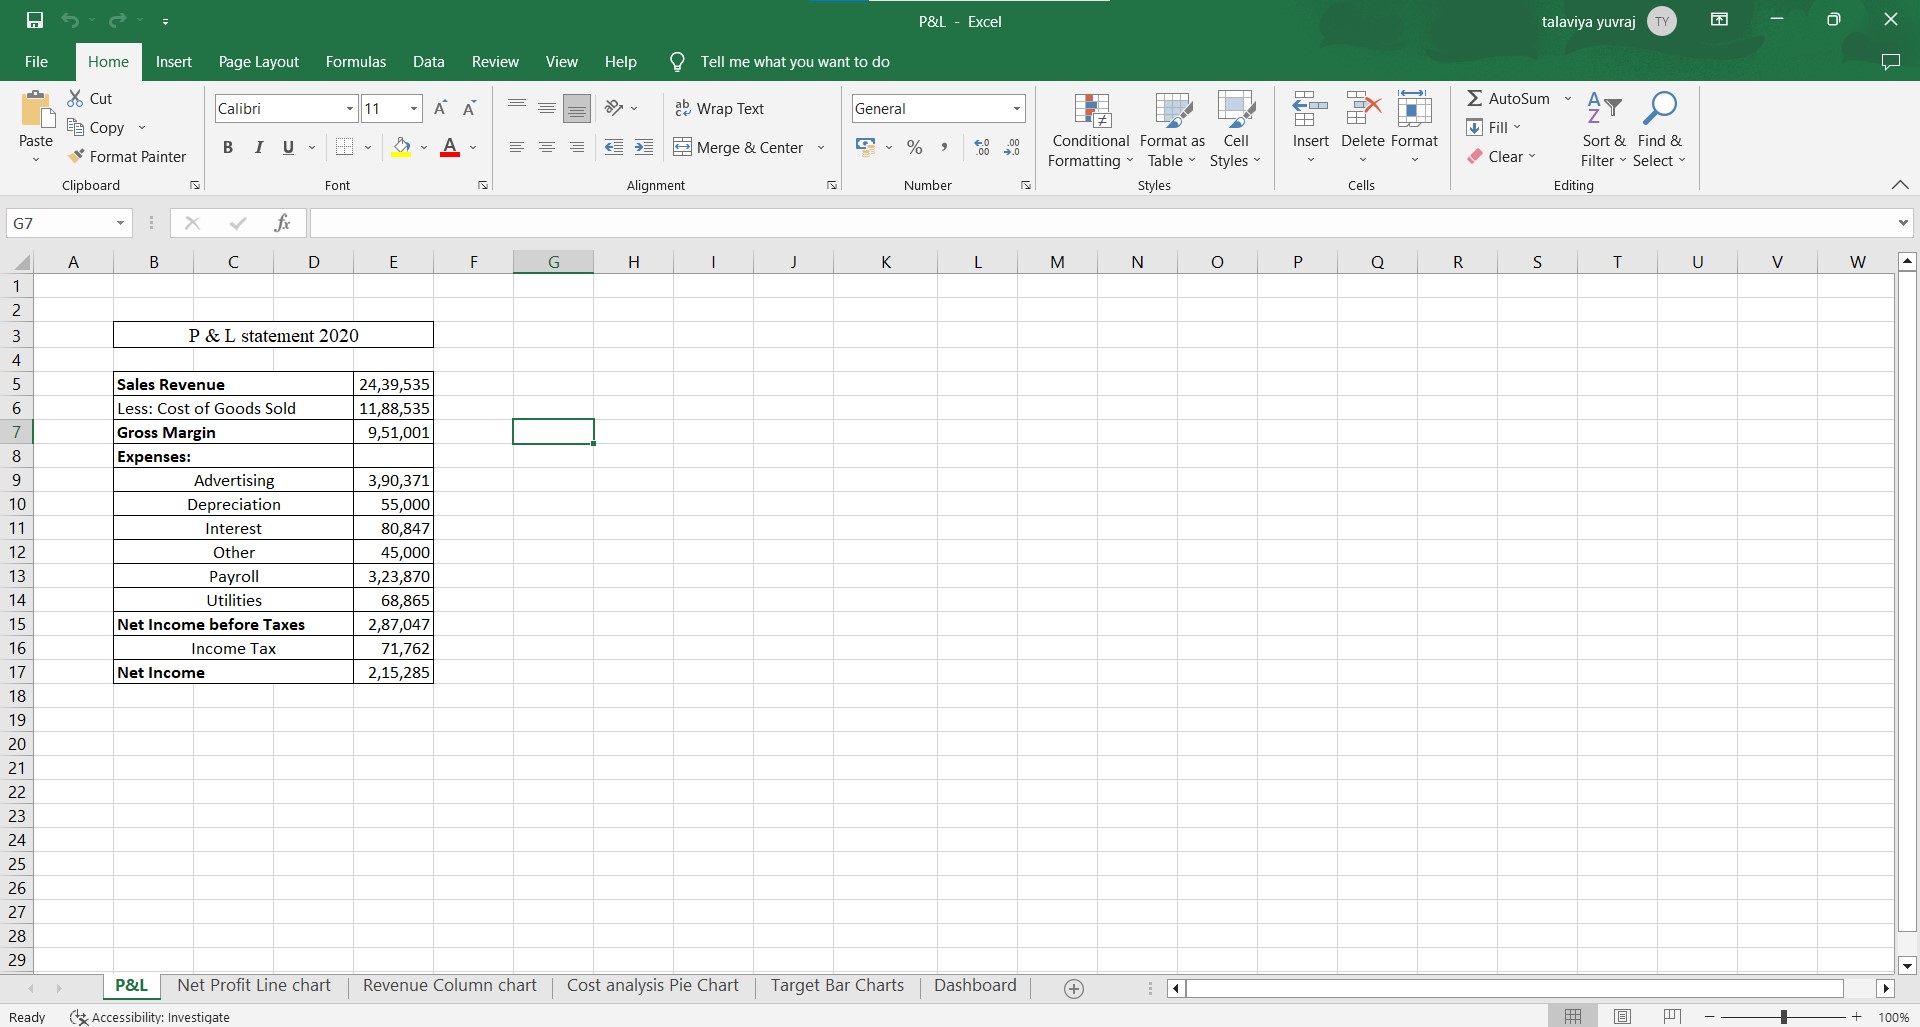 P&L - Excel
talaviya yuvraj TY
File Home Insert Page Layout Formulas Data Review View Help Tell me what you want to do
Paste
Cut
Copy
Format Painter
Clipboard
Calibri 11 A A
B I U A
Font
ab Wrap Text
Merge & Center
Alignment
General
% ,
Number
Conditional Formatting
Format as Table
Cell Styles
Styles
Insert Delete Format
Cells
AutoSum
Fill
Clear
Sort & Filter
Find & Select
Editing
G7 fx
A B C D E F G H I J K L M N O P Q R S T U V W
1
2
3 P & L statement 2020
4
5 Sales Revenue 24,39,535
6 Less: Cost of Goods Sold 11,88,535
7 Gross Margin 9,51,001
8 Expenses:
9 Advertising 3,90,371
10 Depreciation 55,000
11 Interest 80,847
12 Other 45,000
13 Payroll 3,23,870
14 Utilities 68,865
15 Net Income before Taxes 2,87,047
16 Income Tax 71,762
17 Net Income 2,15,285
18
19
20
21
22
23
24
25
26
27
28
29
P&L Net Profit Line chart Revenue Column chart Cost analysis Pie Chart Target Bar Charts Dashboard
Ready Accessibility: Investigate 100%